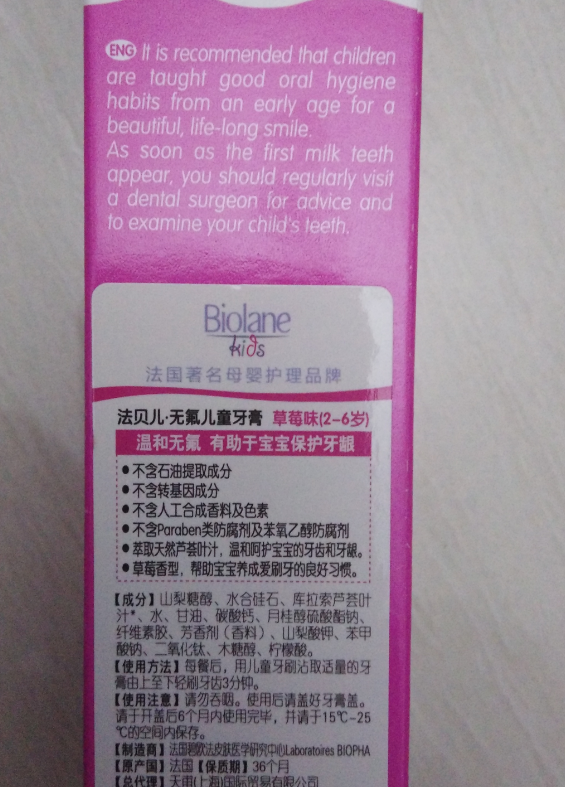 ENG It is recommended that children
are taught good oral hygiene
habits from an early age for a
beautiful, life-long smile.
As soon as the first milk teeth
appear, you should regularly visit
a dental surgeon for advice and
to examine your child's teeth.
Biolane
kids
法国著名母婴护理品牌
法贝儿·无氟儿童牙膏 草莓味(2-6岁)
温和无氟 有助于宝宝保护牙龈
●不含石油提取成分
●不含转基因成分
●不含人工合成香料及色素
●不含Paraben类防腐剂及苯氧乙醇防腐剂
●萃取天然芦荟叶汁，温和呵护宝宝的牙齿和牙龈。
●草莓香型，帮助宝宝养成爱刷牙的良好习惯。
【成分】山梨糖醇、水合硅石、库拉索芦荟叶
汁*、水、甘油、碳酸钙、月桂醇硫酸酯钠、
纤维素胶、芳香剂（香料）、山梨酸钾、苯甲
酸钠、二氧化钛、木糖醇、柠檬酸。
【使用方法】每餐后，用儿童牙刷沾取适量的牙
膏由上至下轻刷牙齿3分钟。
【使用注意】请勿吞咽。使用后请盖好牙膏盖。
请于开盖后6个月内使用完毕，并请于15℃-25
℃的空间内保存。
【制造商】法国碧欧法皮肤医学研究中心Laboratoires BIOPHA
【原产国】法国【保质期】36个月
【总代理】天甫(上海)国际贸易有限公司